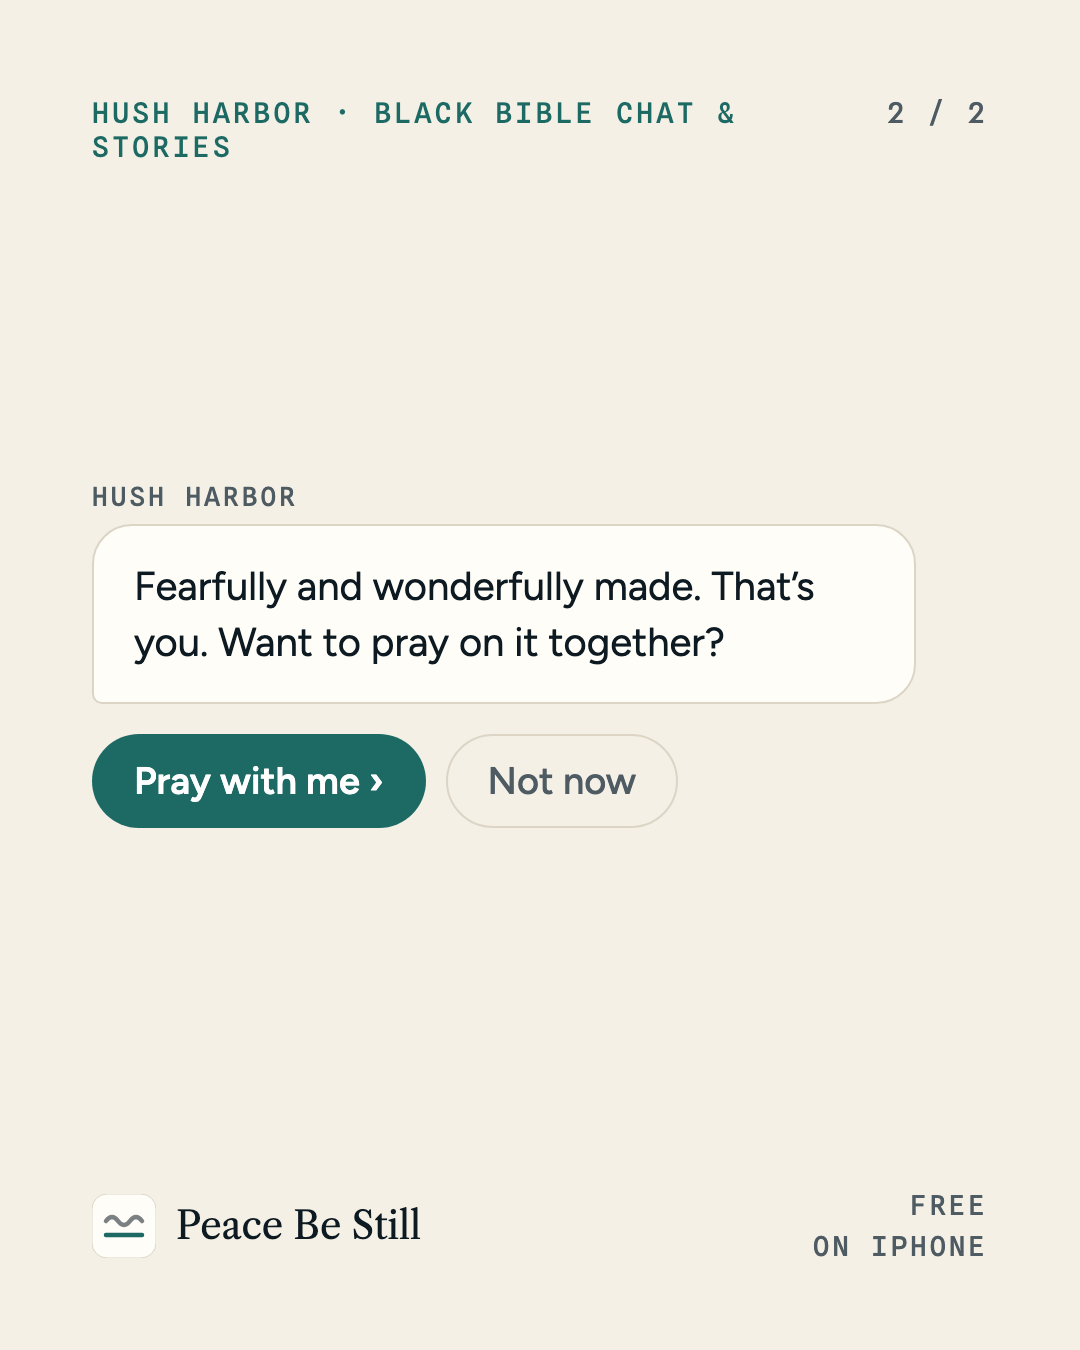 HUSH HARBOR · BLACK BIBLE CHAT &
STORIES
2 / 2
HUSH HARBOR
Fearfully and wonderfully made. That’s
you. Want to pray on it together?
Pray with me ›
Not now
Peace Be Still
FREE
ON IPHONE